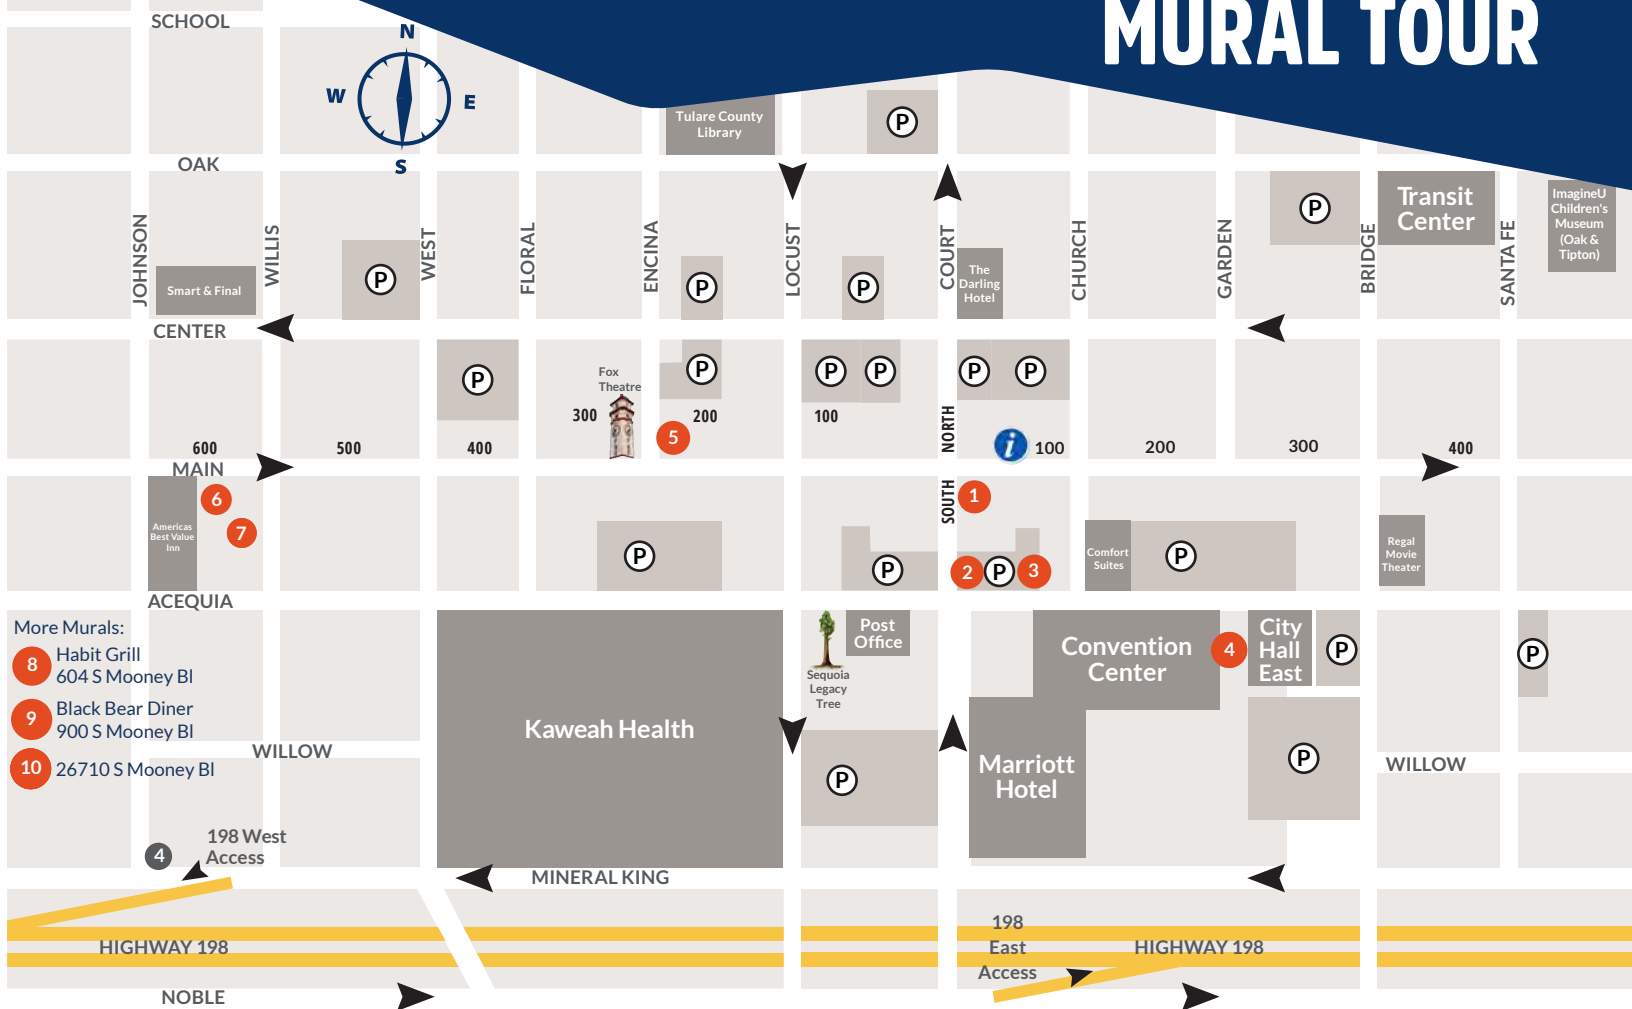 MURAL TOUR
SCHOOL
N
W
E
S
Tulare County
Library
P
OAK
JOHNSON
WILLIS
WEST
FLORAL
ENCINA
LOCUST
COURT
CHURCH
GARDEN
BRIDGE
SANTA FE
P
Transit
Center
ImagineU
Children's
Museum
(Oak &
Tipton)
Smart & Final
P
P
P
The
Darling
Hotel
CENTER
P
Fox
Theatre
P
P
P
P
P
300
200
100
NORTH
5
i
600
500
400
100
200
300
400
MAIN
SOUTH
6
7
1
Americas
Best Value
Inn
P
P
2
P
3
Comfort
Suites
P
Regal
Movie
Theater
ACEQUIA
More Murals:
8
Habit Grill
604 S Mooney Bl
9
Black Bear Diner
900 S Mooney Bl
10
26710 S Mooney Bl
WILLOW
Kaweah Health
Sequoia
Legacy
Tree
Post
Office
P
Convention
Center
4
City
Hall
East
P
P
Marriott
Hotel
P
WILLOW
4
198 West
Access
MINERAL KING
HIGHWAY 198
198
East
Access
HIGHWAY 198
NOBLE